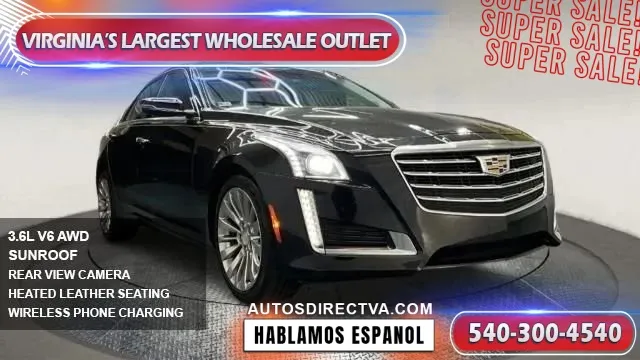 VIRGINIA'S LARGEST WHOLESALE OUTLET
SUPER SALE!
SUPER SALE!
SUPER SALE!
3.6L V6 AWD
SUNROOF
REAR VIEW CAMERA
HEATED LEATHER SEATING
WIRELESS PHONE CHARGING
AUTOSDIRECTVA.COM
HABLAMOS ESPANOL
540-300-4540